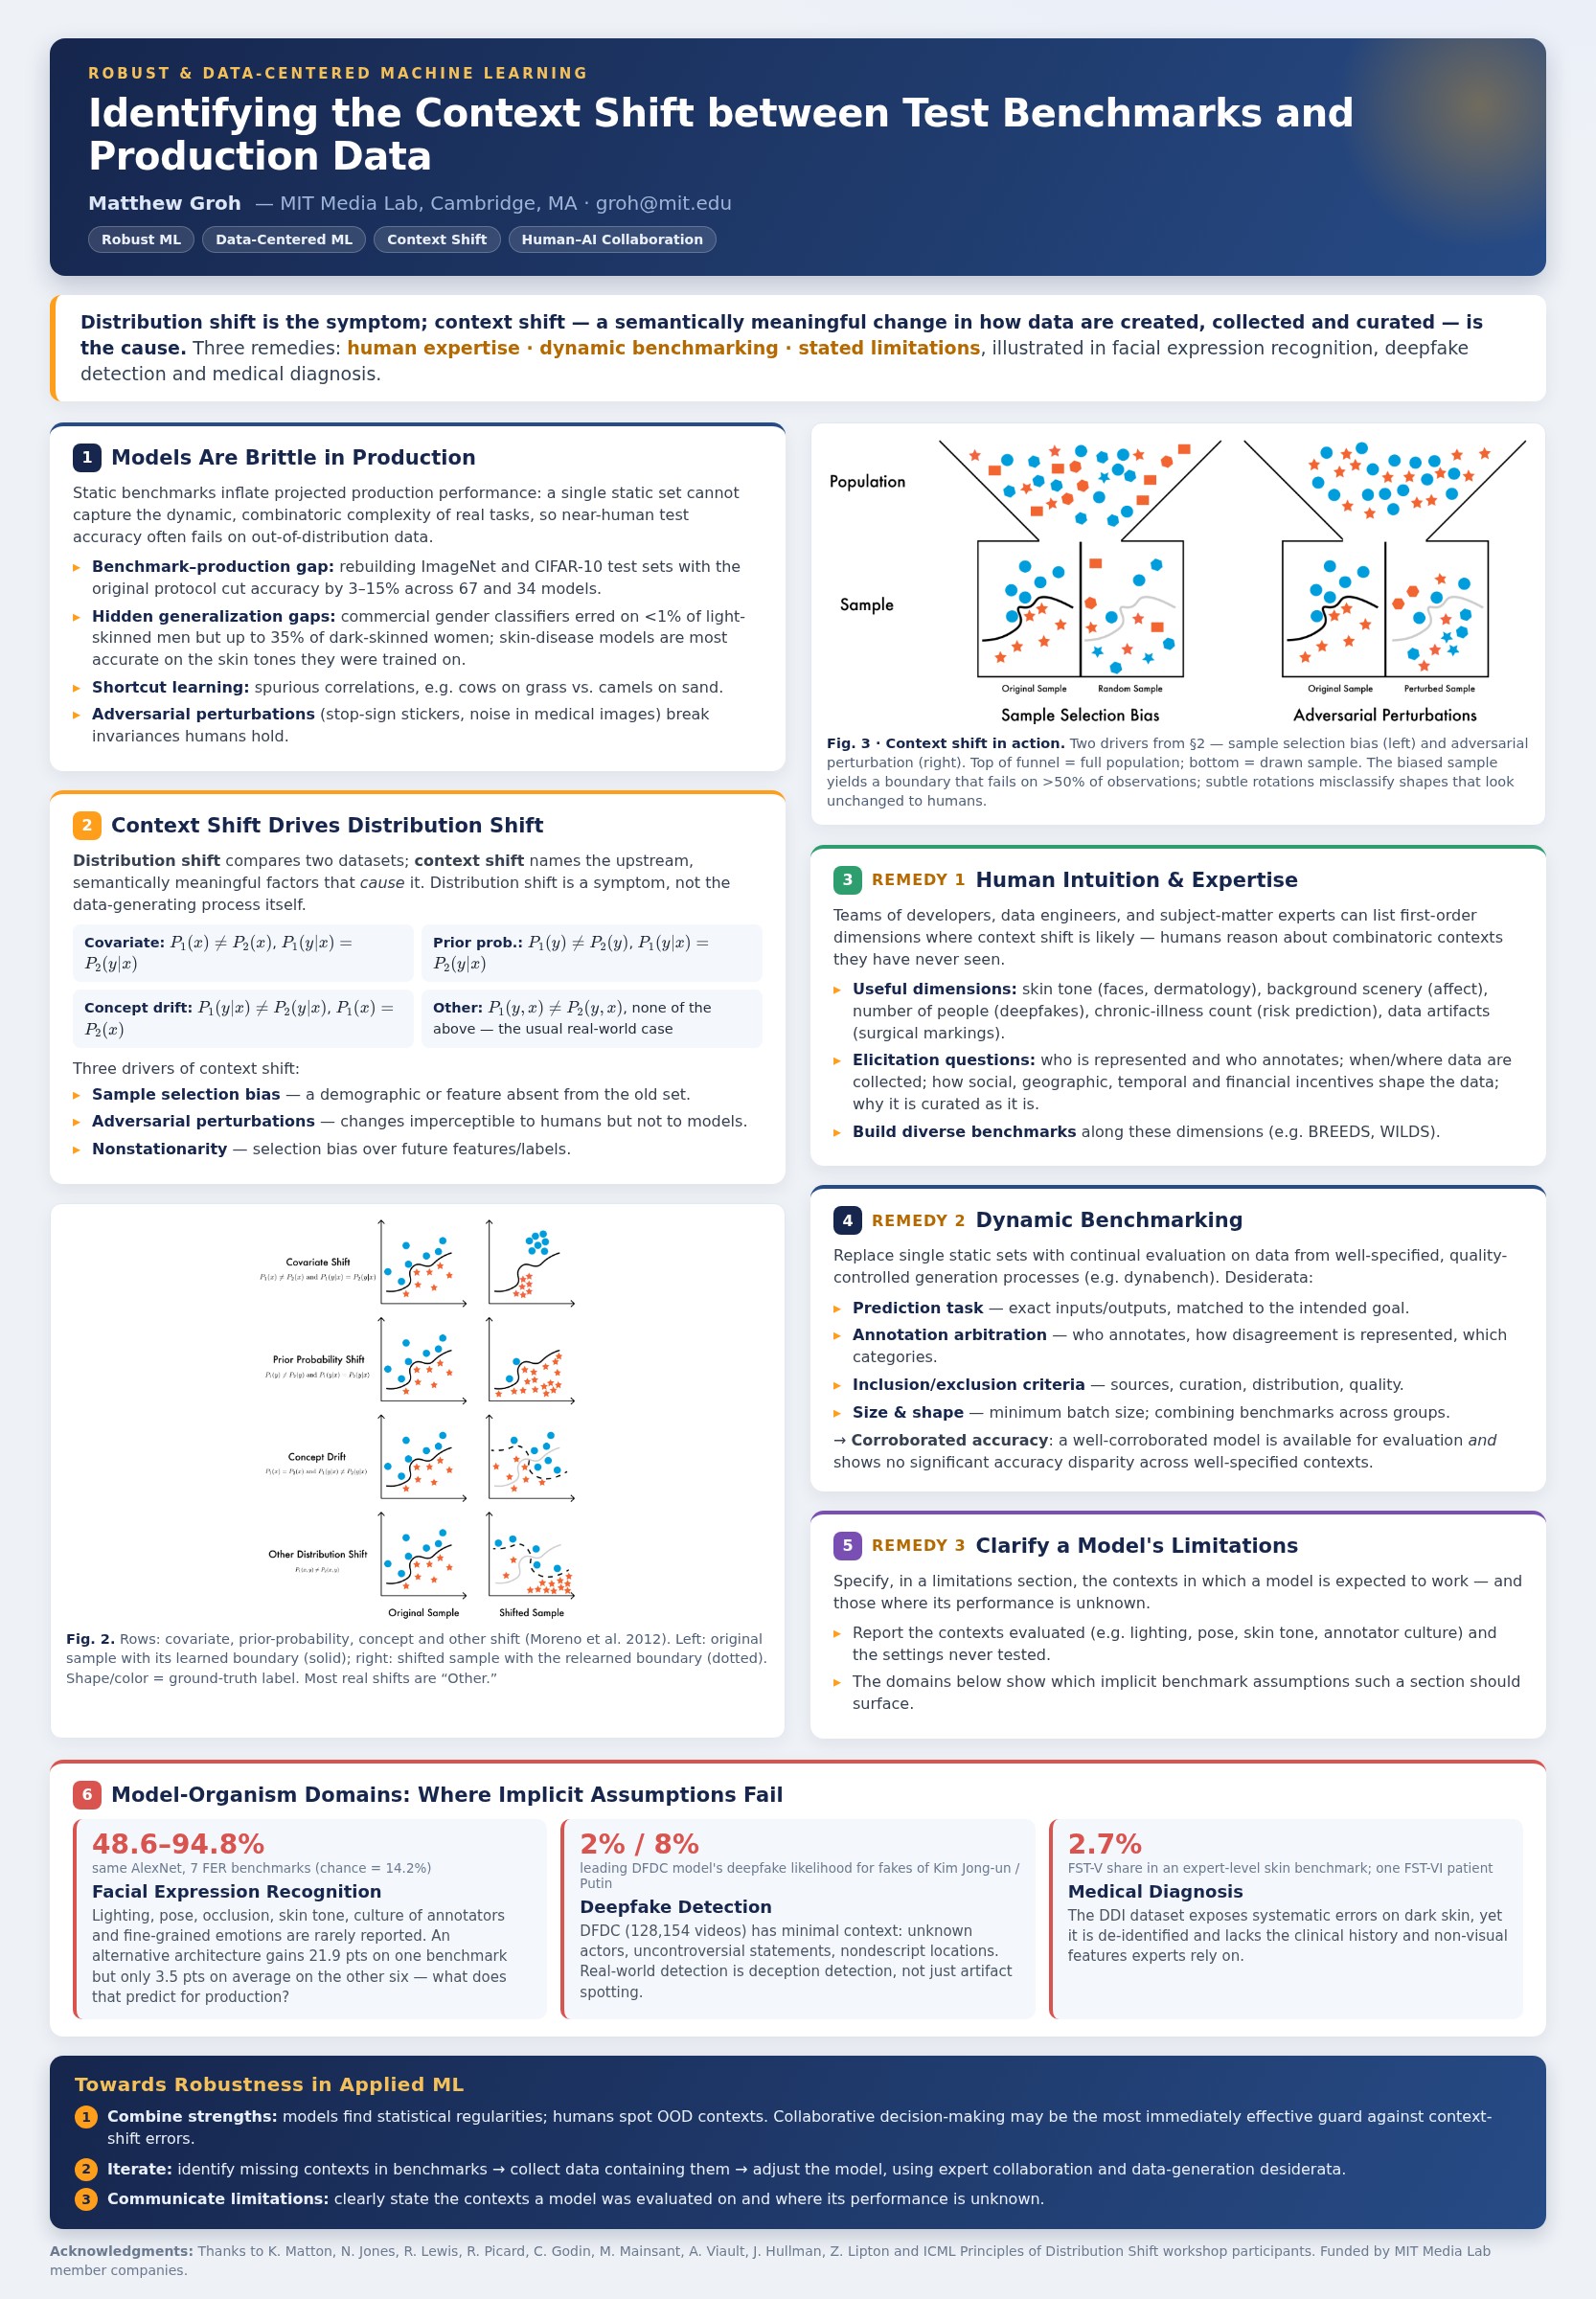 ROBUST & DATA-CENTERED MACHINE LEARNING
Identifying the Context Shift between Test Benchmarks and
Production Data
Matthew Groh — MIT Media Lab, Cambridge, MA · groh@mit.edu
Robust ML
Data-Centered ML
Context Shift
Human–AI Collaboration
Distribution shift is the symptom; context shift — a semantically meaningful change in how data are created, collected and curated — is
the cause. Three remedies: human expertise · dynamic benchmarking · stated limitations, illustrated in facial expression recognition, deepfake
detection and medical diagnosis.
1 Models Are Brittle in Production
Static benchmarks inflate projected production performance: a single static set cannot
capture the dynamic, combinatoric complexity of real tasks, so near-human test
accuracy often fails on out-of-distribution data.
▸ Benchmark–production gap: rebuilding ImageNet and CIFAR-10 test sets with the
original protocol cut accuracy by 3–15% across 67 and 34 models.
▸ Hidden generalization gaps: commercial gender classifiers erred on <1% of light-
skinned men but up to 35% of dark-skinned women; skin-disease models are most
accurate on the skin tones they were trained on.
▸ Shortcut learning: spurious correlations, e.g. cows on grass vs. camels on sand.
▸ Adversarial perturbations (stop-sign stickers, noise in medical images) break
invariances humans hold.
2 Context Shift Drives Distribution Shift
Distribution shift compares two datasets; context shift names the upstream,
semantically meaningful factors that cause it. Distribution shift is a symptom, not the
data-generating process itself.
Covariate: P₁(x) ≠ P₂(x), P₁(y|x) =
P₂(y|x)
Prior prob.: P₁(y) ≠ P₂(y), P₁(y|x) =
P₂(y|x)
Concept drift: P₁(y|x) ≠ P₂(y|x), P₁(x) =
P₂(x)
Other: P₁(y, x) ≠ P₂(y, x), none of the
above — the usual real-world case
Three drivers of context shift:
▸ Sample selection bias — a demographic or feature absent from the old set.
▸ Adversarial perturbations — changes imperceptible to humans but not to models.
▸ Nonstationarity — selection bias over future features/labels.
Covariate Shift
P₁(x) ≠ P₂(x) and P₁(y|x) = P₂(y|x)
Prior Probability Shift
P₁(y) ≠ P₂(y) and P₁(y|x) = P₂(y|x)
Concept Drift
P₁(x) = P₂(x) and P₁(y|x) ≠ P₂(y|x)
Other Distribution Shift
P₁(x,y) ≠ P₂(x,y)
Original Sample
Shifted Sample
Fig. 2. Rows: covariate, prior-probability, concept and other shift (Moreno et al. 2012). Left: original
sample with its learned boundary (solid); right: shifted sample with the relearned boundary (dotted).
Shape/color = ground-truth label. Most real shifts are “Other.”
Population
Sample
Original Sample
Random Sample
Original Sample
Perturbed Sample
Sample Selection Bias
Adversarial Perturbations
Fig. 3 · Context shift in action. Two drivers from §2 — sample selection bias (left) and adversarial
perturbation (right). Top of funnel = full population; bottom = drawn sample. The biased sample
yields a boundary that fails on >50% of observations; subtle rotations misclassify shapes that look
unchanged to humans.
3 REMEDY 1 Human Intuition & Expertise
Teams of developers, data engineers, and subject-matter experts can list first-order
dimensions where context shift is likely — humans reason about combinatoric contexts
they have never seen.
▸ Useful dimensions: skin tone (faces, dermatology), background scenery (affect),
number of people (deepfakes), chronic-illness count (risk prediction), data artifacts
(surgical markings).
▸ Elicitation questions: who is represented and who annotates; when/where data are
collected; how social, geographic, temporal and financial incentives shape the data;
why it is curated as it is.
▸ Build diverse benchmarks along these dimensions (e.g. BREEDS, WILDS).
4 REMEDY 2 Dynamic Benchmarking
Replace single static sets with continual evaluation on data from well-specified, quality-
controlled generation processes (e.g. dynabench). Desiderata:
▸ Prediction task — exact inputs/outputs, matched to the intended goal.
▸ Annotation arbitration — who annotates, how disagreement is represented, which
categories.
▸ Inclusion/exclusion criteria — sources, curation, distribution, quality.
▸ Size & shape — minimum batch size; combining benchmarks across groups.
→ Corroborated accuracy: a well-corroborated model is available for evaluation and
shows no significant accuracy disparity across well-specified contexts.
5 REMEDY 3 Clarify a Model's Limitations
Specify, in a limitations section, the contexts in which a model is expected to work — and
those where its performance is unknown.
▸ Report the contexts evaluated (e.g. lighting, pose, skin tone, annotator culture) and
the settings never tested.
▸ The domains below show which implicit benchmark assumptions such a section should
surface.
6 Model-Organism Domains: Where Implicit Assumptions Fail
48.6–94.8%
same AlexNet, 7 FER benchmarks (chance = 14.2%)
Facial Expression Recognition
Lighting, pose, occlusion, skin tone, culture of annotators
and fine-grained emotions are rarely reported. An
alternative architecture gains 21.9 pts on one benchmark
but only 3.5 pts on average on the other six — what does
that predict for production?
2% / 8%
leading DFDC model's deepfake likelihood for fakes of Kim Jong-un /
Putin
Deepfake Detection
DFDC (128,154 videos) has minimal context: unknown
actors, uncontroversial statements, nondescript locations.
Real-world detection is deception detection, not just artifact
spotting.
2.7%
FST-V share in an expert-level skin benchmark; one FST-VI patient
Medical Diagnosis
The DDI dataset exposes systematic errors on dark skin, yet
it is de-identified and lacks the clinical history and non-visual
features experts rely on.
Towards Robustness in Applied ML
1 Combine strengths: models find statistical regularities; humans spot OOD contexts. Collaborative decision-making may be the most immediately effective guard against context-
shift errors.
2 Iterate: identify missing contexts in benchmarks → collect data containing them → adjust the model, using expert collaboration and data-generation desiderata.
3 Communicate limitations: clearly state the contexts a model was evaluated on and where its performance is unknown.
Acknowledgments: Thanks to K. Matton, N. Jones, R. Lewis, R. Picard, C. Godin, M. Mainsant, A. Viault, J. Hullman, Z. Lipton and ICML Principles of Distribution Shift workshop participants. Funded by MIT Media Lab
member companies.